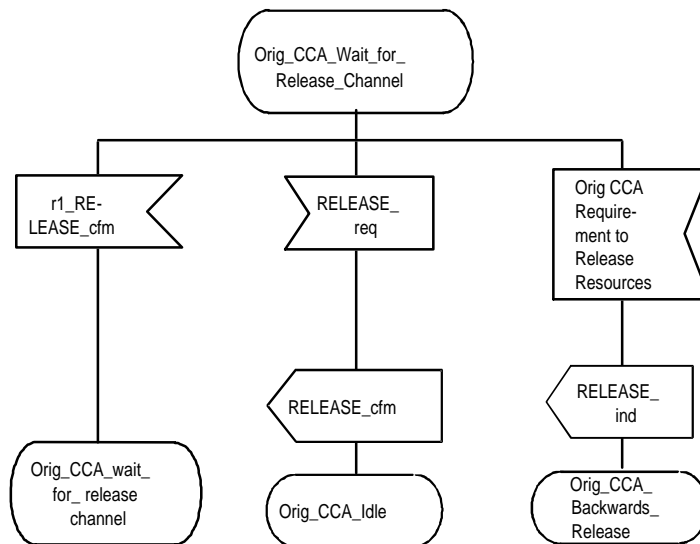 Orig_CCA_Wait_for_
Release_Channel
r1_RE-
LEASE_cfm
RELEASE_
req
Orig CCA
Require-
ment to
Release
Resources
RELEASE_cfm
RELEASE_
ind
Orig_CCA_wait_
for_ release
channel
Orig_CCA_Idle
Orig_CCA_
Backwards_
Release